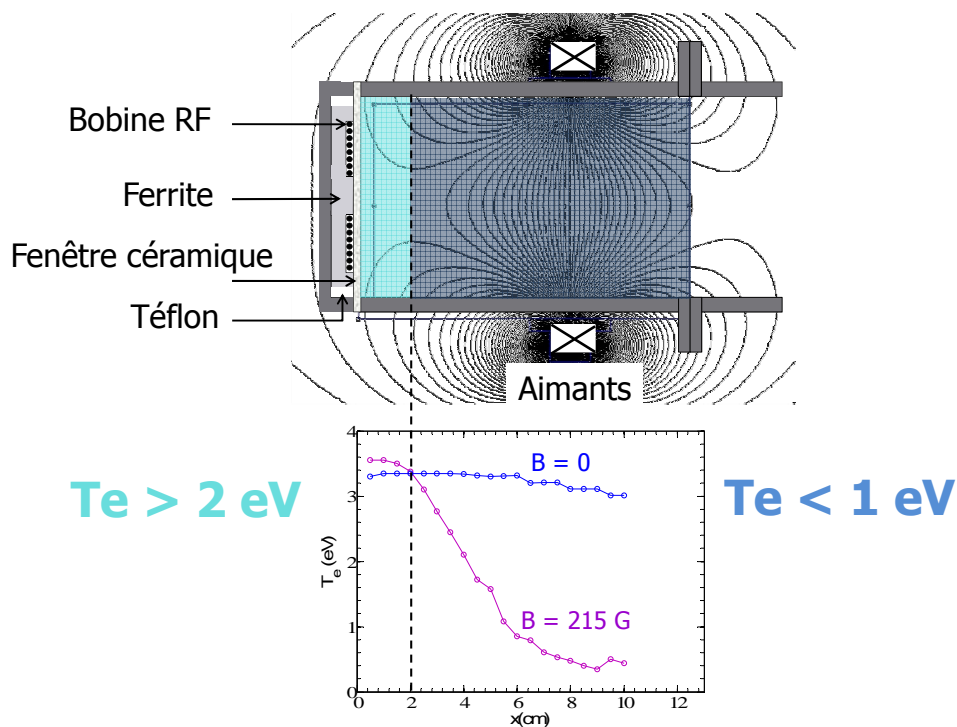 Bobine RF
Ferrite
Fenêtre céramique
Téflon
Aimants
Te > 2 eV
Te < 1 eV
B = 0
B = 215 G
T_e (eV)
4
3
2
1
0
0 2 4 6 8 10 12
x(cm)